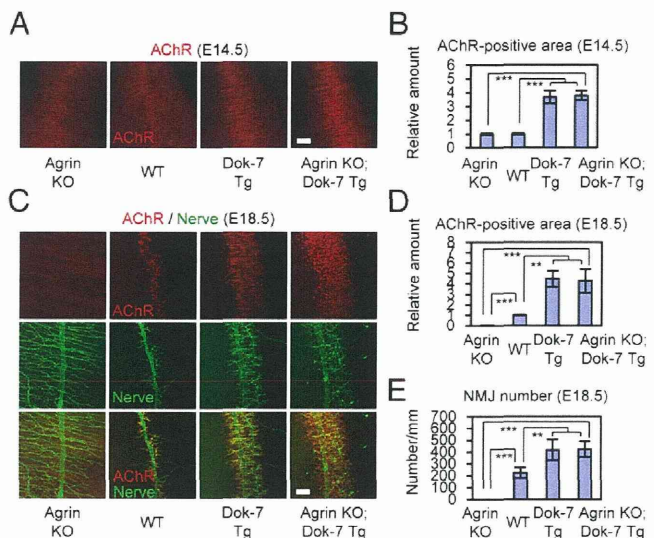 A
AChR (E14.5)
AChR
Agrin KO
WT
Dok-7 Tg
Agrin KO; Dok-7 Tg
B
AChR-positive area (E14.5)
Relative amount
6
5
4
3
2
1
0
***
***
Agrin KO
WT
Dok-7 Tg
Agrin KO; Dok-7 Tg
C
AChR / Nerve (E18.5)
AChR
Nerve
AChR
Nerve
Agrin KO
WT
Dok-7 Tg
Agrin KO; Dok-7 Tg
D
AChR-positive area (E18.5)
Relative amount
8
7
6
5
4
3
2
1
0
***
**
***
Agrin KO
WT
Dok-7 Tg
Agrin KO; Dok-7 Tg
E
NMJ number (E18.5)
Number/mm
700
600
500
400
300
200
100
0
***
**
***
Agrin KO
WT
Dok-7 Tg
Agrin KO; Dok-7 Tg